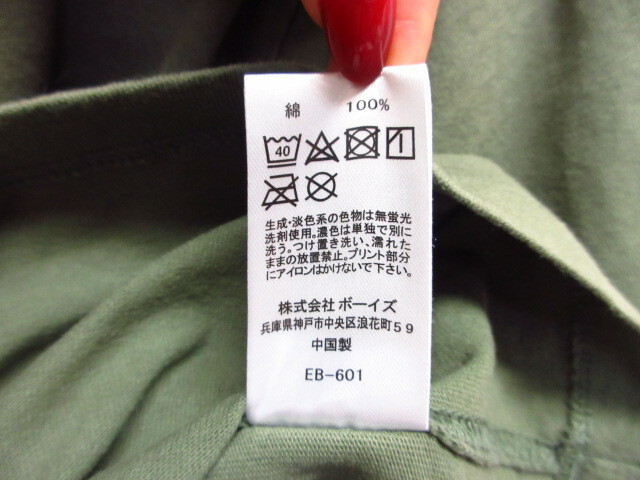 綿 100%
40
生成・淡色系の色物は無蛍光
洗剤使用。濃色は単独で別に
洗う。つけ置き洗い、濡れた
ままの放置禁止。プリント部分
にアイロンはかけないで下さい。
株式会社 ボーイズ
兵庫県神戸市中央区浪花町59
中国製
EB-601